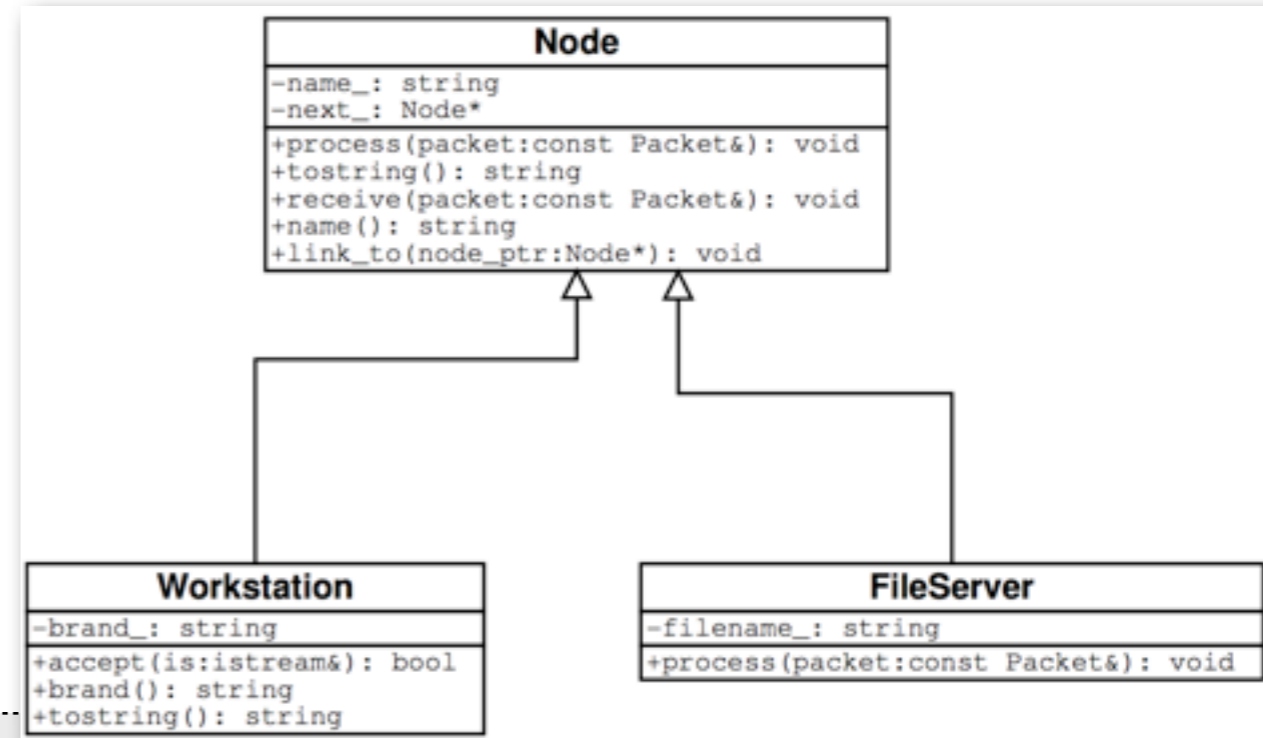 Node
-name_: string
-next_: Node*
+process(packet:const Packet&): void
+tostring(): string
+receive(packet:const Packet&): void
+name(): string
+link_to(node_ptr:Node*): void
Workstation
-brand_: string
+accept(is:istream&): bool
+brand(): string
+tostring(): string
FileServer
-filename_: string
+process(packet:const Packet&): void